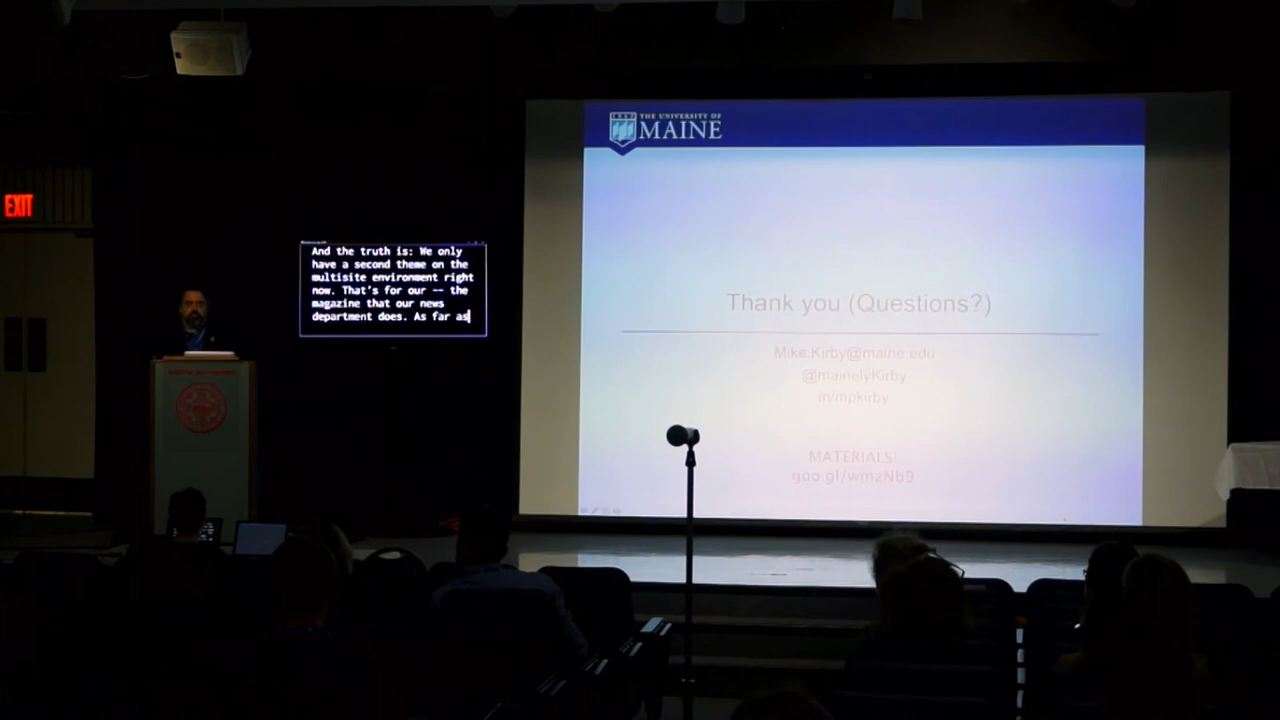 EXIT
And the truth is: We only
have a second theme on the
multisite environment right
now. That's for our -- the
magazine that our news
department does. As far as
THE UNIVERSITY OF
MAINE
Thank you (Questions?)
Mike.Kirby@maine.edu
@mainelyKirby
in/mpkirby
MATERIALS!
goo.gl/wmzNb9